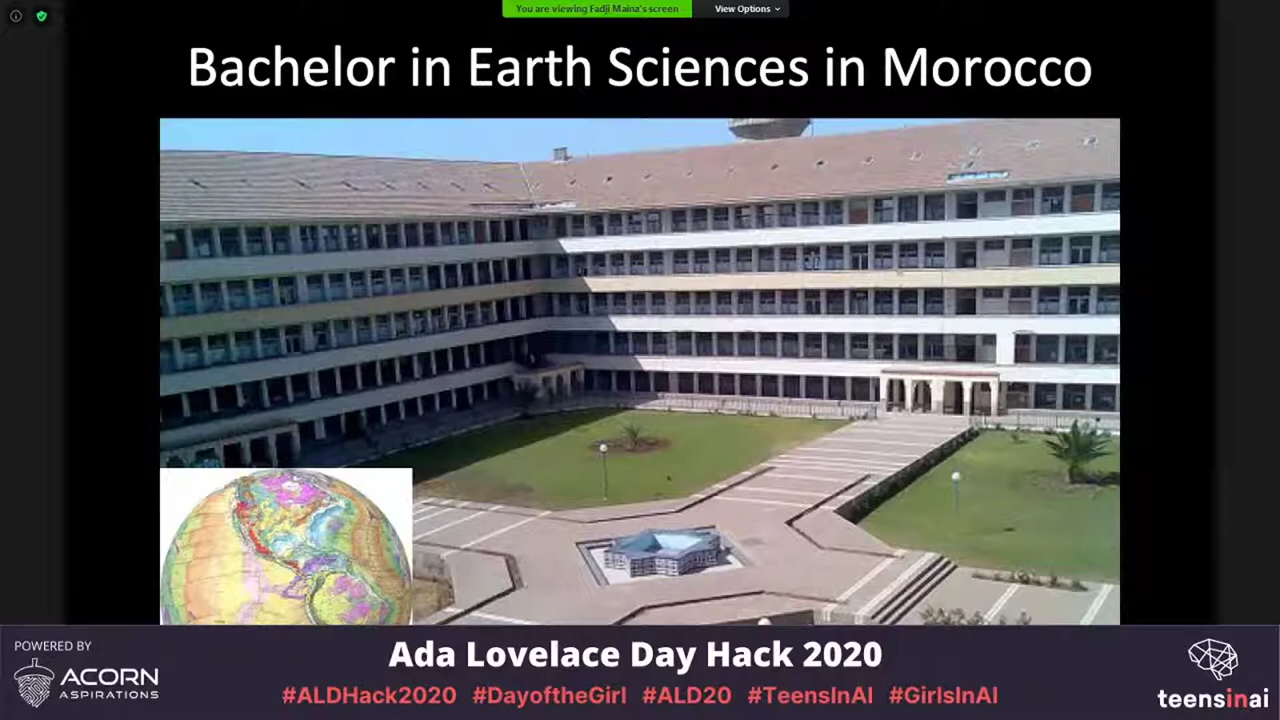 You are viewing Fadji Maina's screen
View Options
Bachelor in Earth Sciences in Morocco
POWERED BY
ACORN
ASPIRATIONS
Ada Lovelace Day Hack 2020
#ALDHack2020 #DayoftheGirl #ALD20 #TeensInAI #GirlsInAI
teensinai